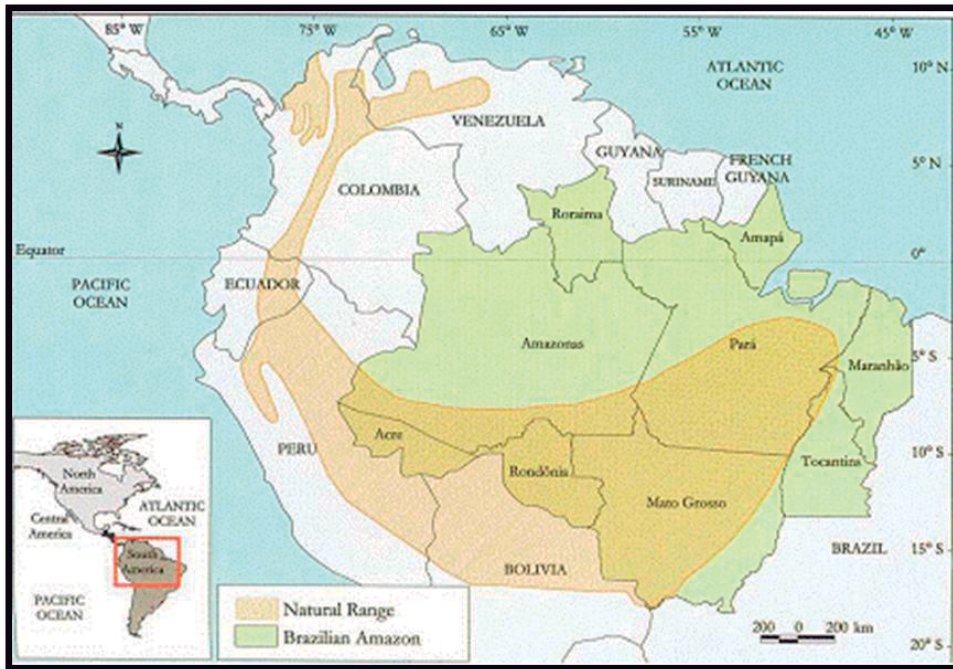 85° W
75° W
65° W
55° W
45° W
10° N
ATLANTIC
OCEAN
VENEZUELA
GUYANA
FRENCH
GUYANA
SURINAME
5° N
N
COLOMBIA
Roraima
Amapá
Equator
0°
PACIFIC
OCEAN
ECUADOR
Amazonas
Pará
5° S
Maranhão
PERU
Acre
Rondônia
10° S
Tocantins
Mato Grosso
North
America
ATLANTIC
OCEAN
Central
America
South
America
BRAZIL
15° S
BOLIVIA
PACIFIC
OCEAN
Natural Range
Brazilian Amazon
200 0 200 km
20° S